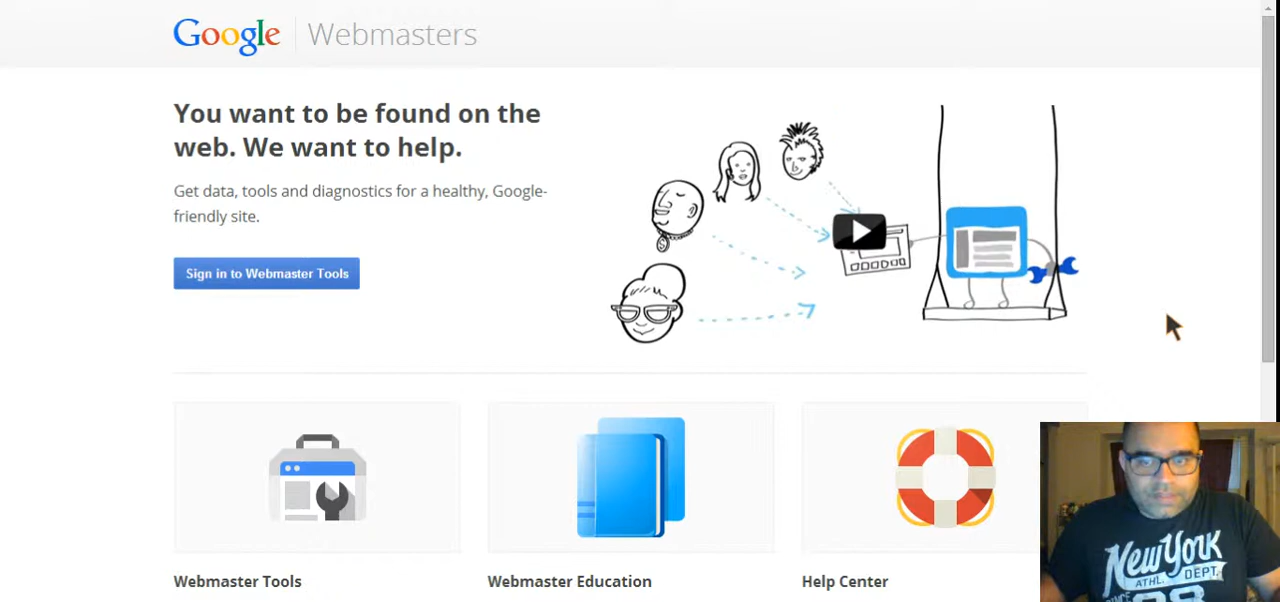 Google Webmasters
You want to be found on the
web. We want to help.
Get data, tools and diagnostics for a healthy, Google-
friendly site.
Sign in to Webmaster Tools
Webmaster Tools
Webmaster Education
Help Center
NEW YORK
ATHL. DEPT.
SINCE 98